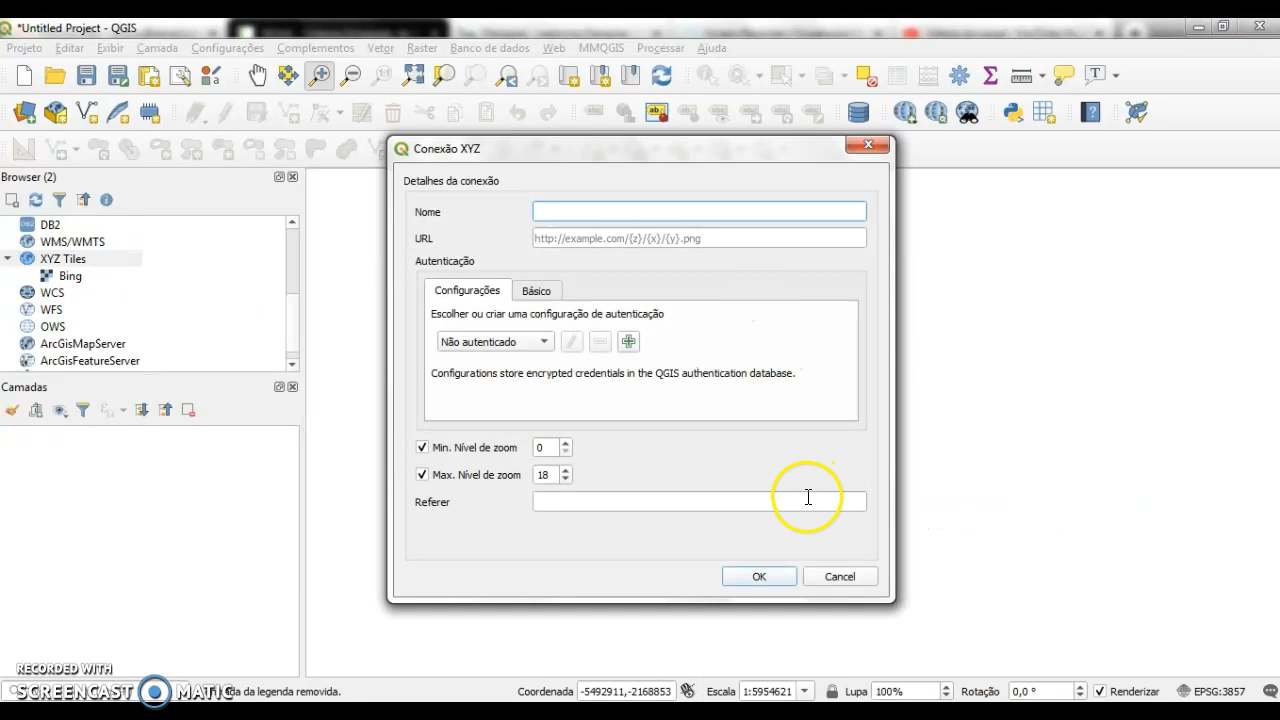 *Untitled Project - QGIS
Projeto Editar Exibir Camada Configurações Complementos Vetor Raster Banco de dados Web MMQGIS Processar Ajuda
Browser (2)
DB2
WMS/WMTS
XYZ Tiles
Bing
WCS
WFS
OWS
ArcGisMapServer
ArcGisFeatureServer
Camadas
Conexão XYZ
Detalhes da conexão
Nome
URL http://example.com/{z}/{x}/{y}.png
Autenticação
Configurações Básico
Escolher ou criar uma configuração de autenticação
Não autenticado
Configurations store encrypted credentials in the QGIS authentication database.
Min. Nível de zoom 0
Max. Nível de zoom 18
Referer
OK Cancel
RECORDED WITH
SCREENCAST MATIC
da legenda removida. Coordenada -5492911,-2168853 Escala 1:5954621 Lupa 100% Rotação 0,0 ° Renderizar EPSG:3857